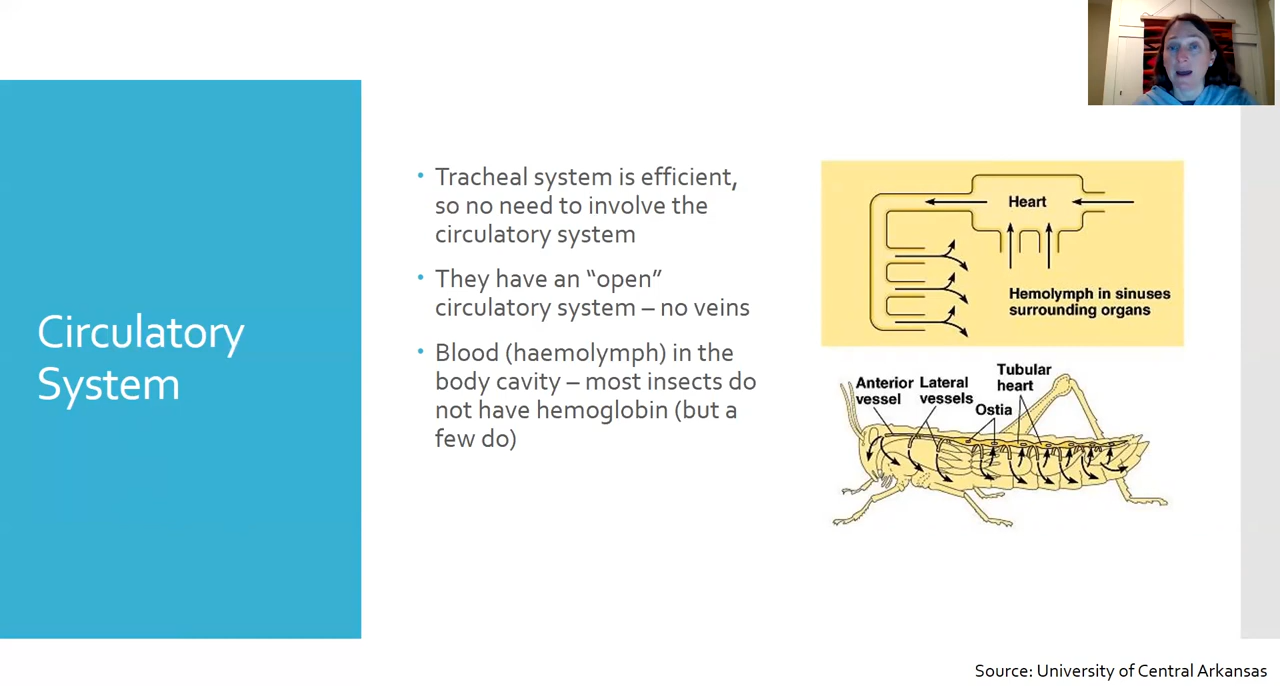 Circulatory
System
• Tracheal system is efficient,
so no need to involve the
circulatory system
• They have an “open”
circulatory system – no veins
• Blood (haemolymph) in the
body cavity – most insects do
not have hemoglobin (but a
few do)
Heart
Hemolymph in sinuses
surrounding organs
Anterior
vessel
Lateral
vessels
Ostia
Tubular
heart
Source: University of Central Arkansas